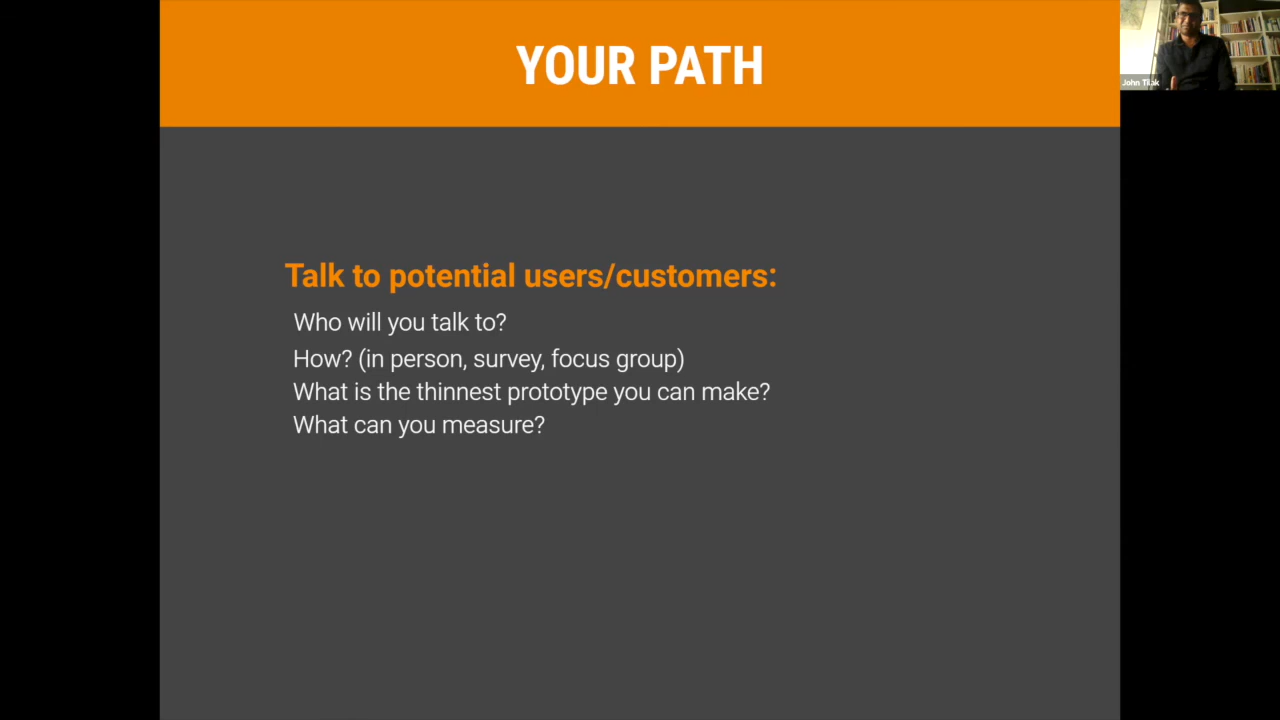 YOUR PATH
John Tilak
Talk to potential users/customers:
Who will you talk to?
How? (in person, survey, focus group)
What is the thinnest prototype you can make?
What can you measure?